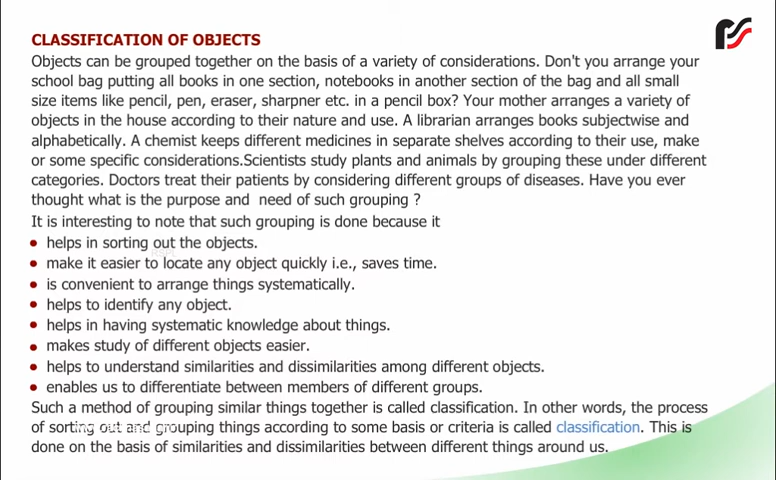 CLASSIFICATION OF OBJECTS
Objects can be grouped together on the basis of a variety of considerations. Don't you arrange your
school bag putting all books in one section, notebooks in another section of the bag and all small
size items like pencil, pen, eraser, sharpner etc. in a pencil box? Your mother arranges a variety of
objects in the house according to their nature and use. A librarian arranges books subjectwise and
alphabetically. A chemist keeps different medicines in separate shelves according to their use, make
or some specific considerations.Scientists study plants and animals by grouping these under different
categories. Doctors treat their patients by considering different groups of diseases. Have you ever
thought what is the purpose and need of such grouping ?
It is interesting to note that such grouping is done because it
• helps in sorting out the objects.
• make it easier to locate any object quickly i.e., saves time.
• is convenient to arrange things systematically.
• helps to identify any object.
• helps in having systematic knowledge about things.
• makes study of different objects easier.
• helps to understand similarities and dissimilarities among different objects.
• enables us to differentiate between members of different groups.
Such a method of grouping similar things together is called classification. In other words, the process
of sorting out and grouping things according to some basis or criteria is called classification. This is
done on the basis of similarities and dissimilarities between different things around us.